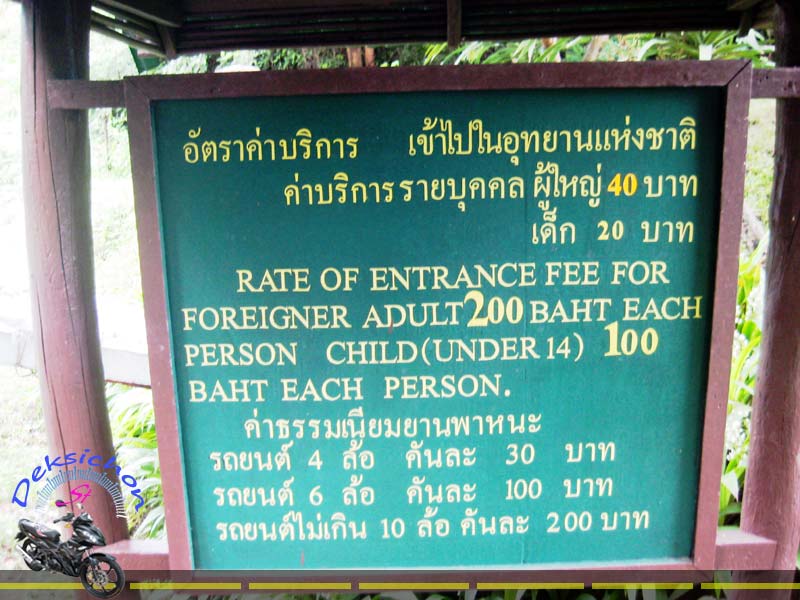 อัตราค่าบริการ เข้าไปในอุทยานแห่งชาติ
ค่าบริการรายบุคคล ผู้ใหญ่ 40 บาท
เด็ก 20 บาท
RATE OF ENTRANCE FEE FOR
FOREIGNER ADULT 200 BAHT EACH
PERSON CHILD (UNDER 14) 100
BAHT EACH PERSON.
ค่าธรรมเนียมยานพาหนะ
รถยนต์ 4 ล้อ คันละ 30 บาท
รถยนต์ 6 ล้อ คันละ 100 บาท
รถยนต์ไม่เกิน 10 ล้อ คันละ 200 บาท
Deksichon
St